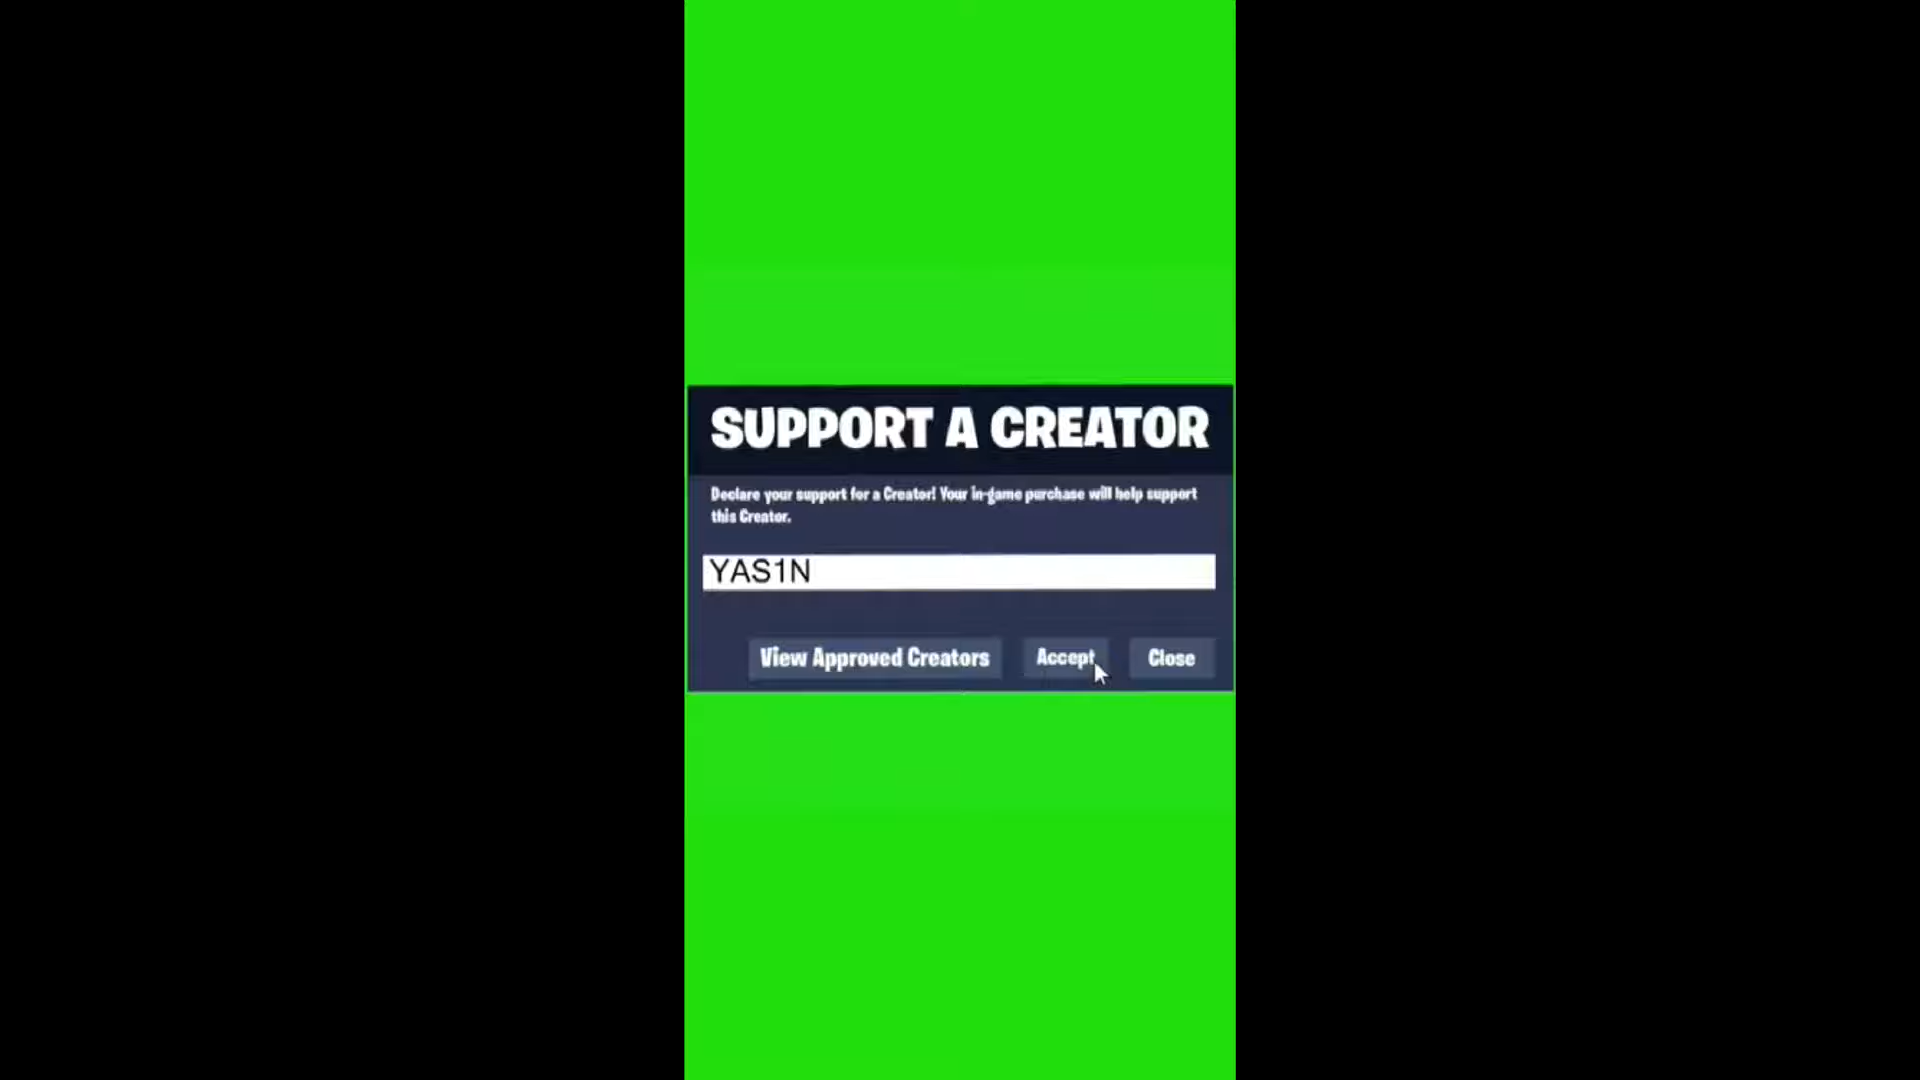 SUPPORT A CREATOR
Declare your support for a Creator! Your in-game purchase will help support
this Creator.
YAS1N
View Approved Creators
Accept
Close